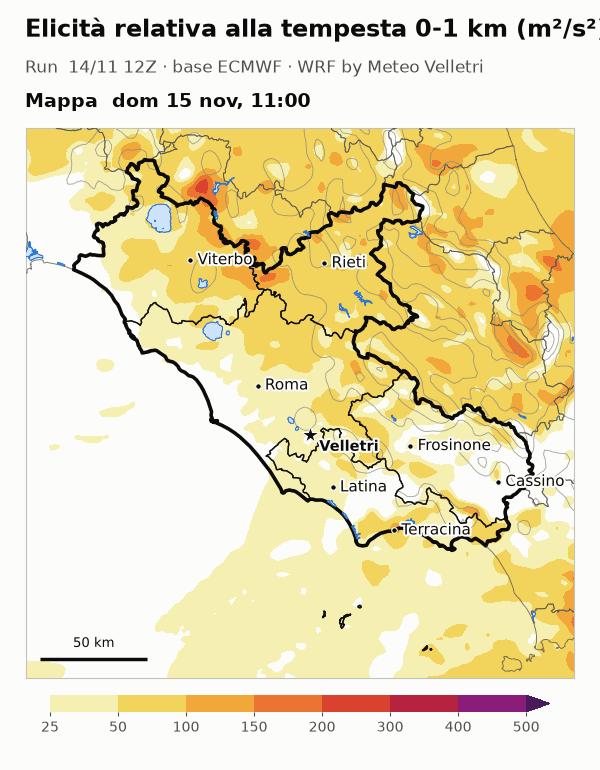 Elicità relativa alla tempesta 0-1 km (m²/s²)
Run  14/11 12Z · base ECMWF · WRF by Meteo Velletri
Mappa  dom 15 nov, 11:00
Viterbo
Rieti
Roma
Velletri
Frosinone
Cassino
Latina
Terracina
50 km
25 50 100 150 200 300 400 500